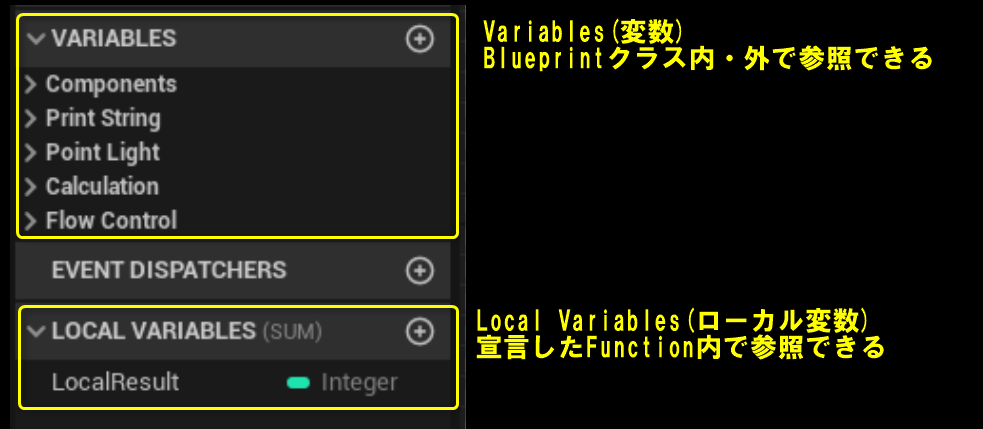 VARIABLES
Components
Print String
Point Light
Calculation
Flow Control
EVENT DISPATCHERS
LOCAL VARIABLES (SUM)
LocalResult Integer
Variables(変数)
Blueprintクラス内・外で参照できる
Local Variables(ローカル変数)
宣言したFunction内で参照できる